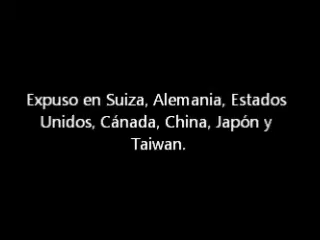 Expuso en Suiza, Alemania, Estados
Unidos, Cánada, China, Japón y
Taiwan.